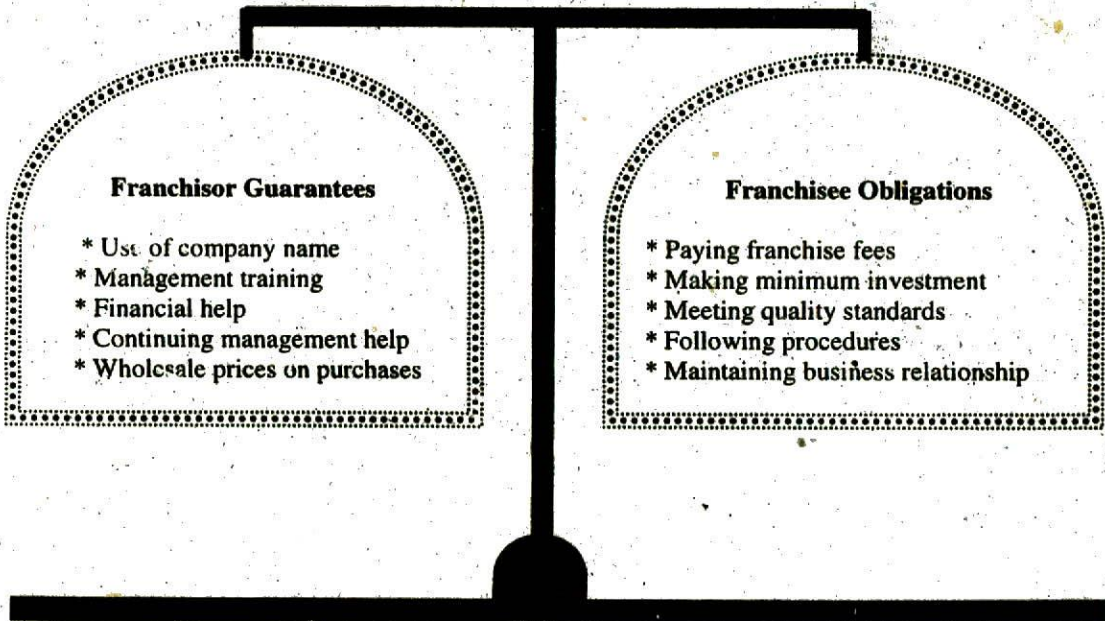 Franchisor Guarantees
* Use of company name
* Management training
* Financial help
* Continuing management help
* Wholesale prices on purchases
Franchisee Obligations
* Paying franchise fees
* Making minimum investment
* Meeting quality standards
* Following procedures
* Maintaining business relationship